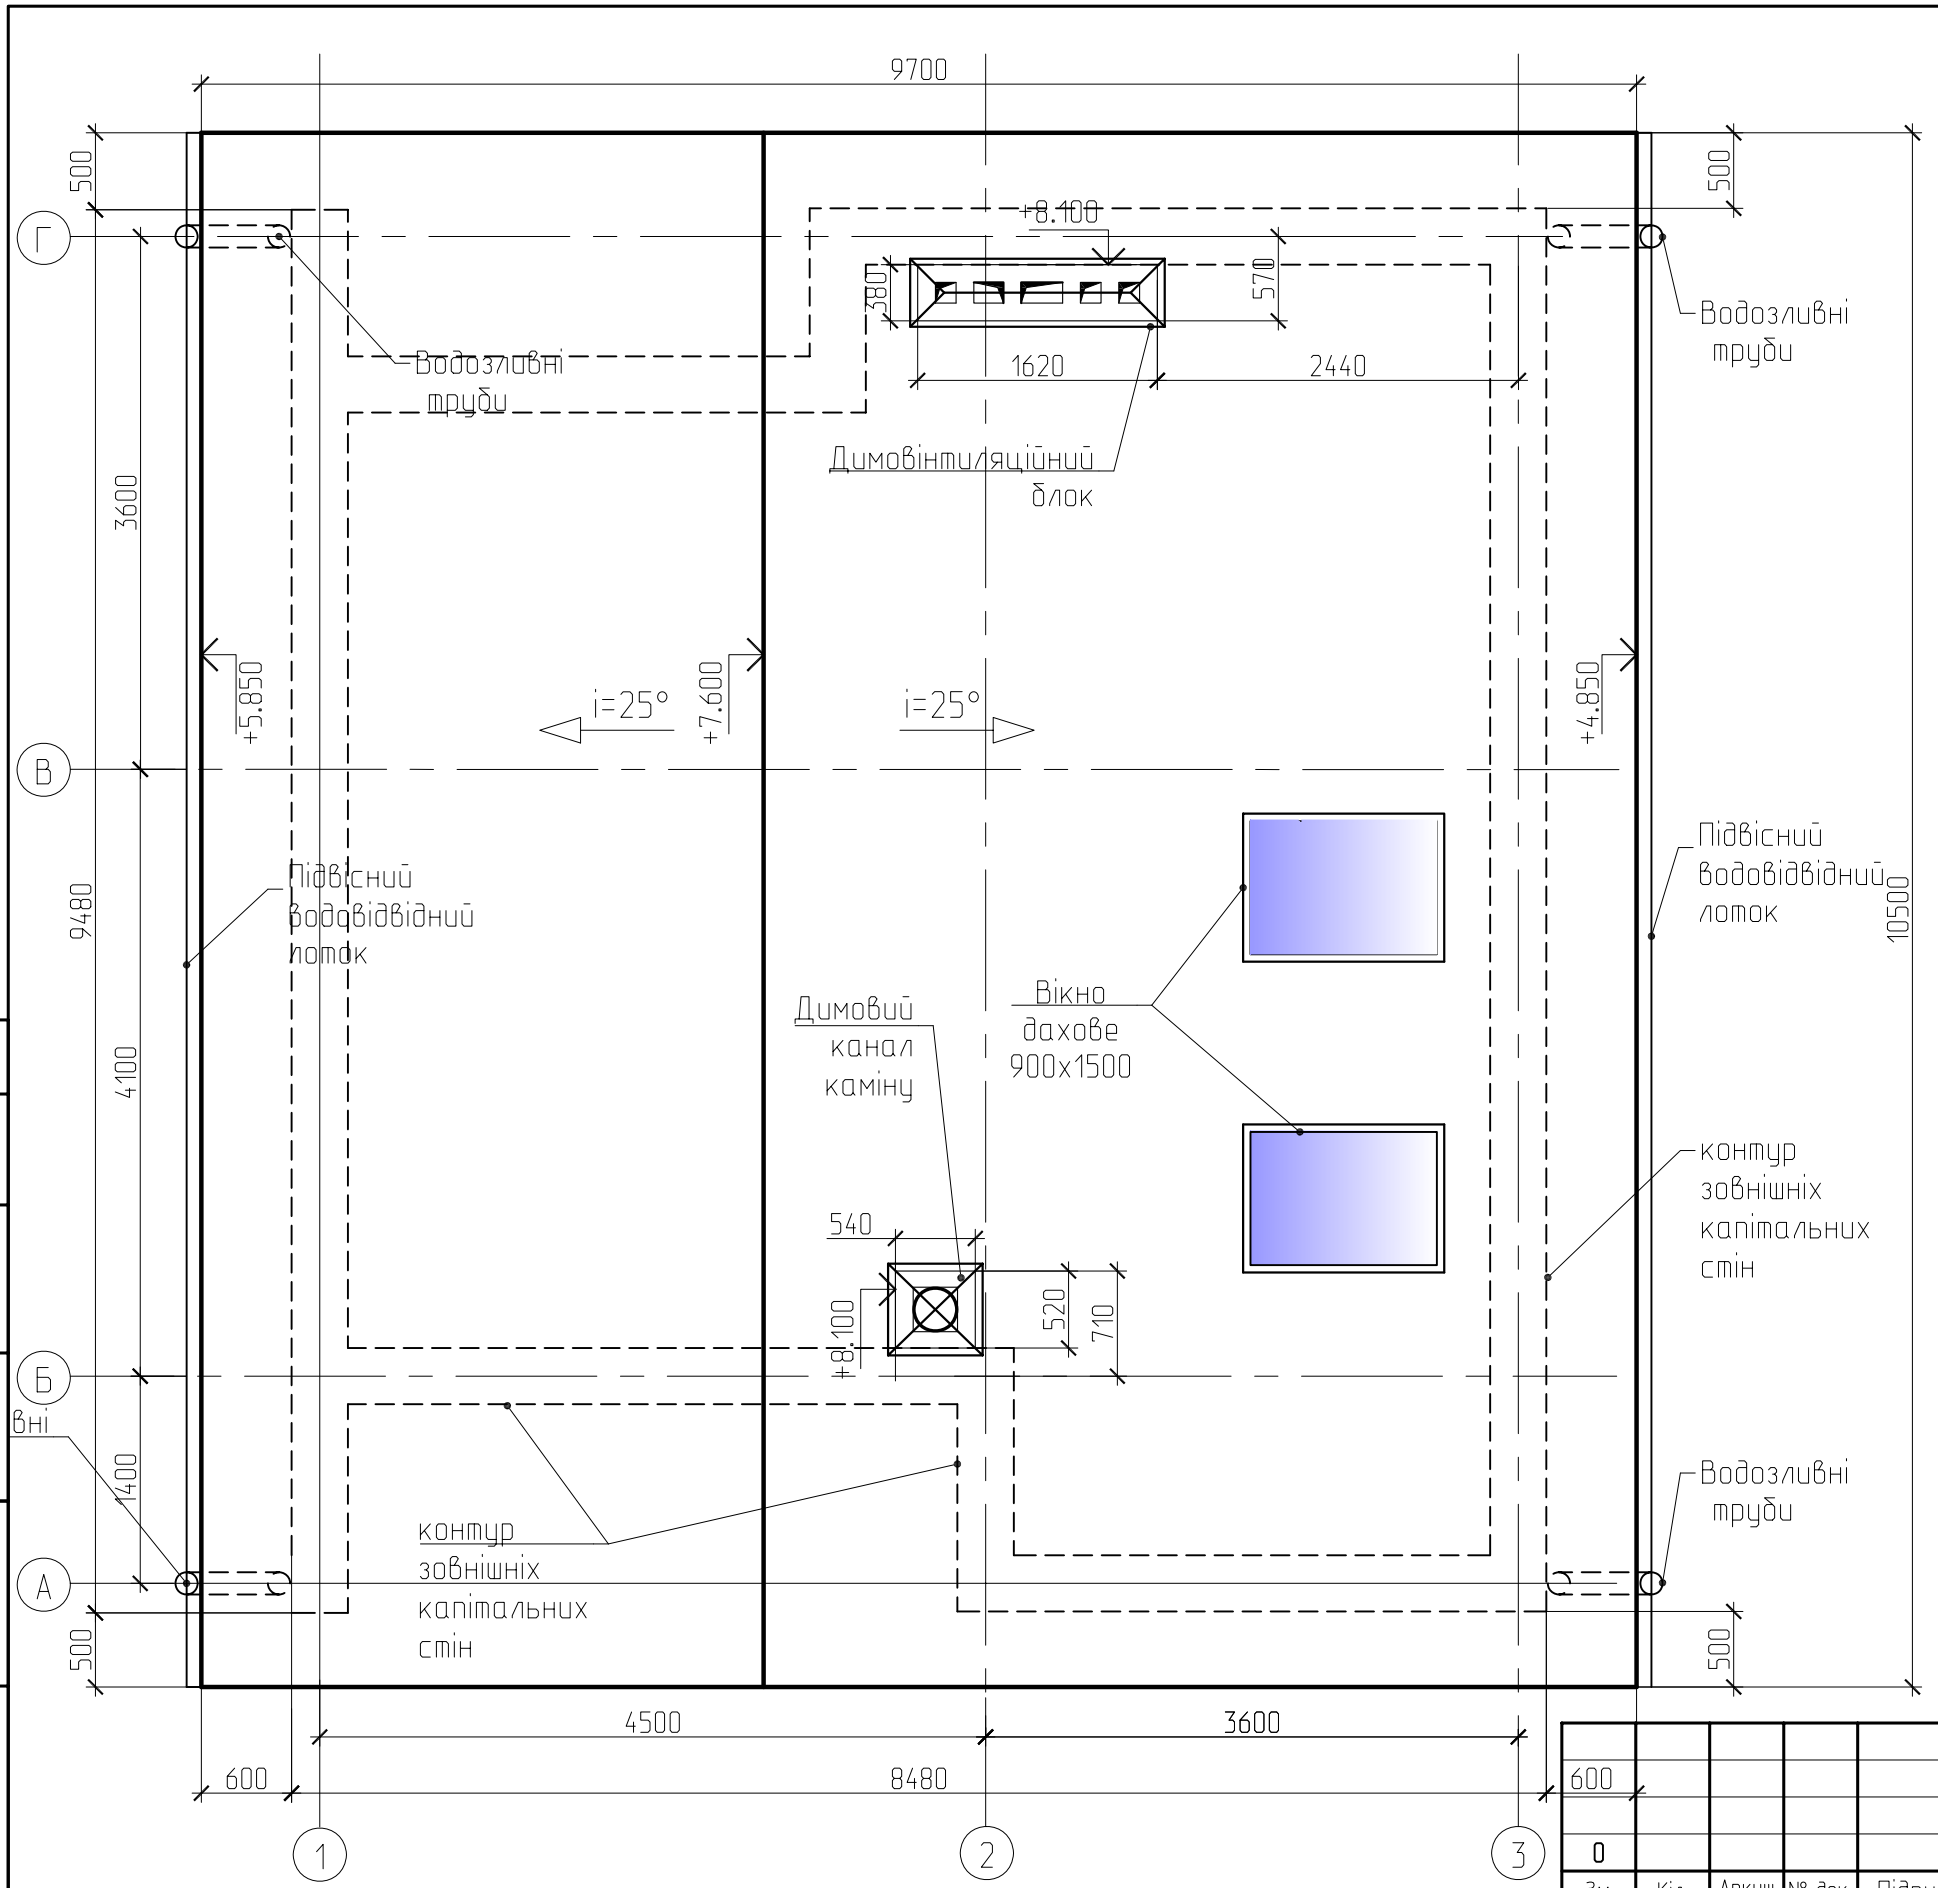 9700
500
500
Г
+8.100
380
570
Водозливні
труби
Водозливні
труби
1620
2440
Димовінтиляційний
блок
3600
+5.850
i=25°
+7.600
i=25°
+4.850
В
9480
Підвісний
водовідвідний
лоток
Підвісний
водовідвідний
лоток
10500
Димовий
канал
каміну
Вікно
дахове
900х1500
4100
контур
зовнішніх
капітальних
стін
540
520
710
+8.100
Б
вні
1400
контур
зовнішніх
капітальних
стін
Водозливні
труби
А
500
500
4500
3600
600
8480
600
1
2
3
0